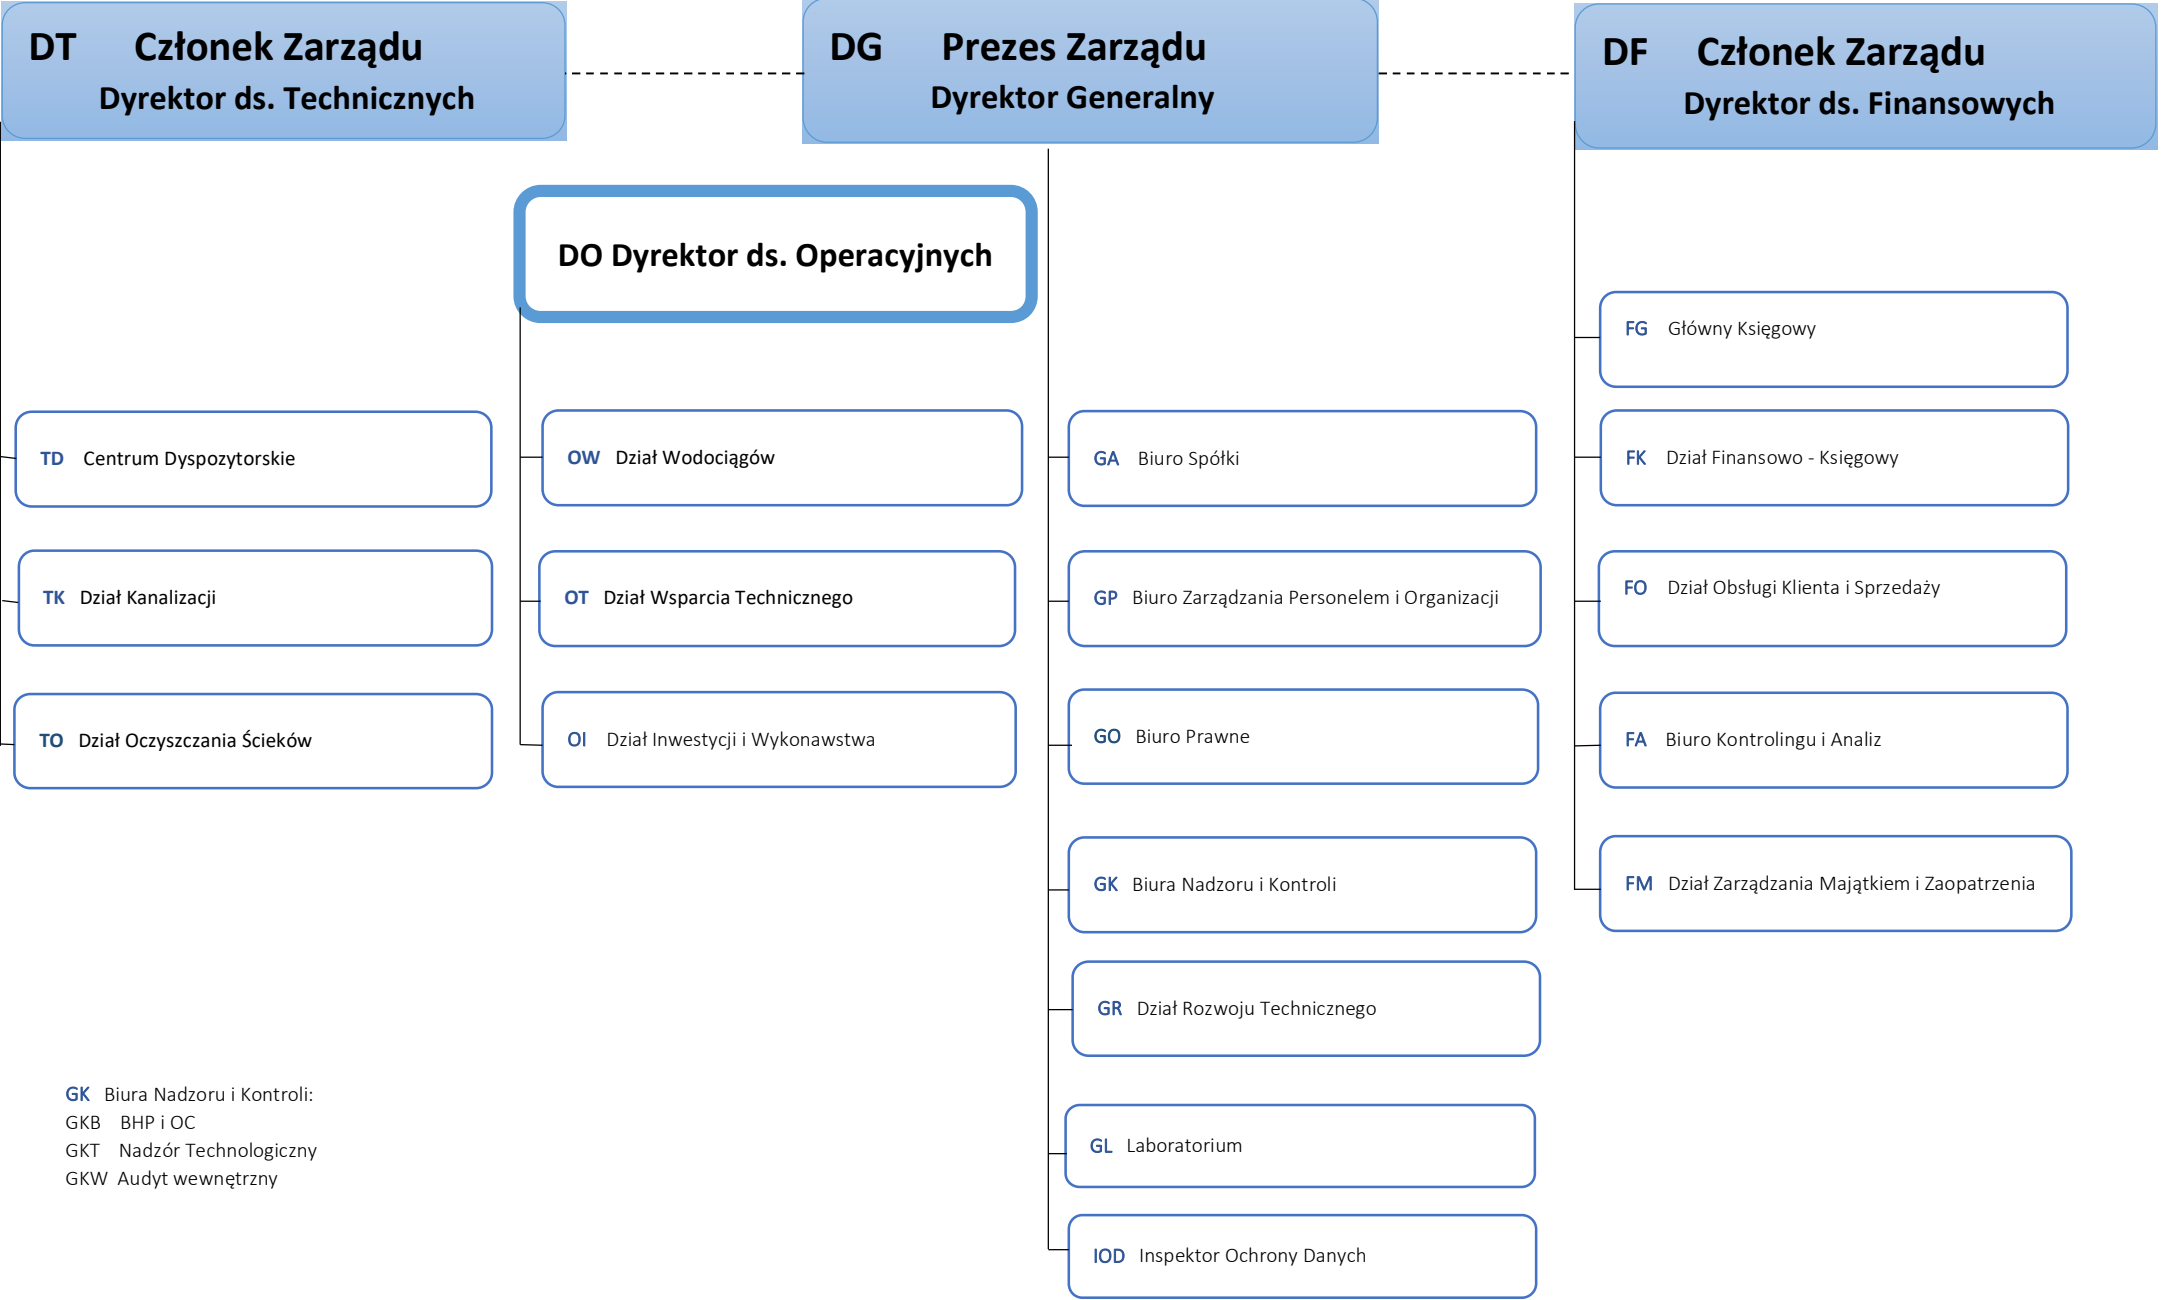 DT Członek Zarządu
Dyrektor ds. Technicznych
DG Prezes Zarządu
Dyrektor Generalny
DF Członek Zarządu
Dyrektor ds. Finansowych
DO Dyrektor ds. Operacyjnych
TD Centrum Dyspozytorskie
TK Dział Kanalizacji
TO Dział Oczyszczania Ścieków
OW Dział Wodociągów
OT Dział Wsparcia Technicznego
OI Dział Inwestycji i Wykonawstwa
GA Biuro Spółki
GP Biuro Zarządzania Personelem i Organizacji
GO Biuro Prawne
GK Biura Nadzoru i Kontroli
GR Dział Rozwoju Technicznego
GL Laboratorium
IOD Inspektor Ochrony Danych
FG Główny Księgowy
FK Dział Finansowo - Księgowy
FO Dział Obsługi Klienta i Sprzedaży
FA Biuro Kontrolingu i Analiz
FM Dział Zarządzania Majątkiem i Zaopatrzenia
GK Biura Nadzoru i Kontroli:
GKB BHP i OC
GKT Nadzór Technologiczny
GKW Audyt wewnętrzny